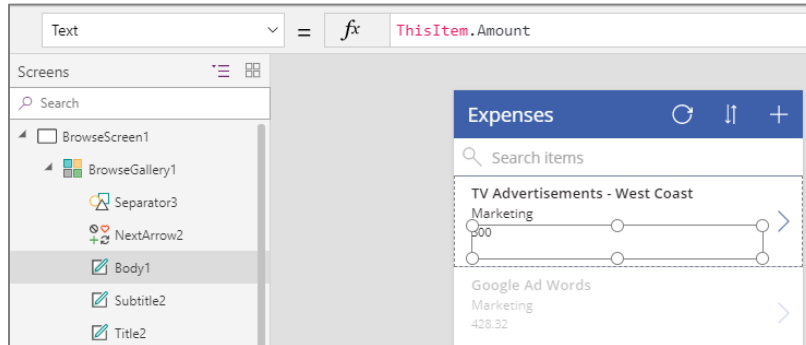 Text = fx ThisItem.Amount
Screens
Search
BrowseScreen1
BrowseGallery1
Separator3
NextArrow2
Body1
Subtitle2
Title2
Expenses
Search items
TV Advertisements - West Coast
Marketing
Google Ad Words
Marketing
428.32